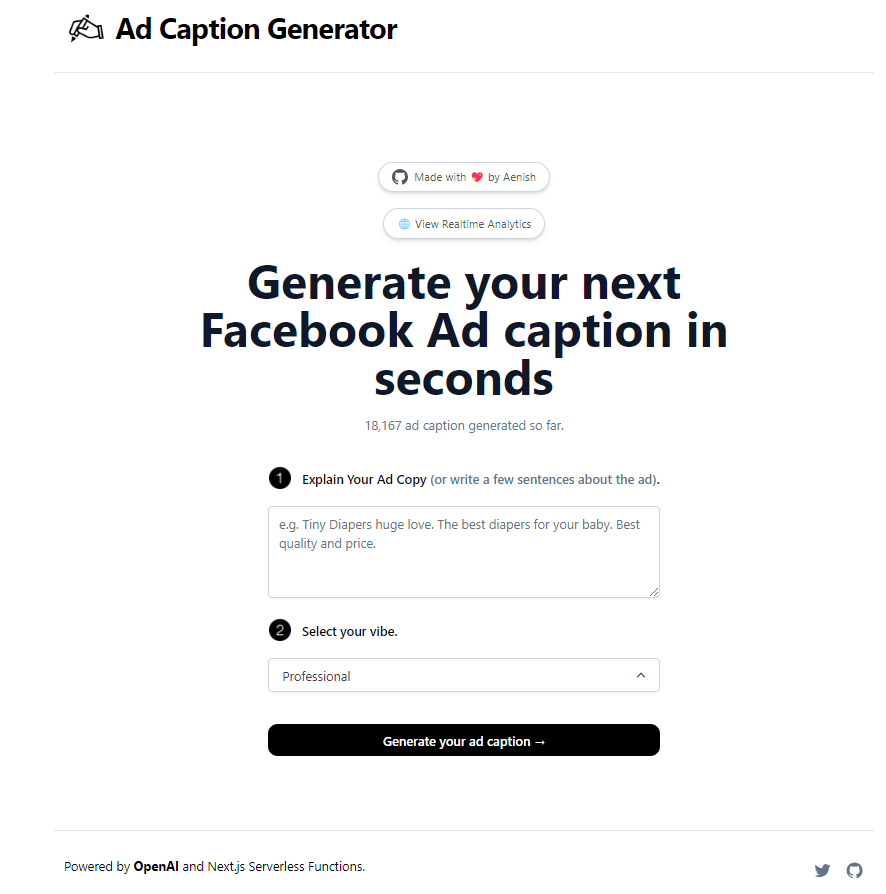 Ad Caption Generator
Made with ❤️ by Aenish
🌐 View Realtime Analytics
Generate your next
Facebook Ad caption in
seconds
18,167 ad caption generated so far.
1 Explain Your Ad Copy (or write a few sentences about the ad).
e.g. Tiny Diapers huge love. The best diapers for your baby. Best
quality and price.
2 Select your vibe.
Professional
Generate your ad caption →
Powered by OpenAI and Next.js Serverless Functions.